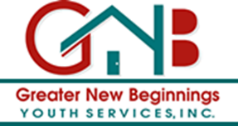 GNB
Greater New Beginnings
YOUTH SERVICES, INC.